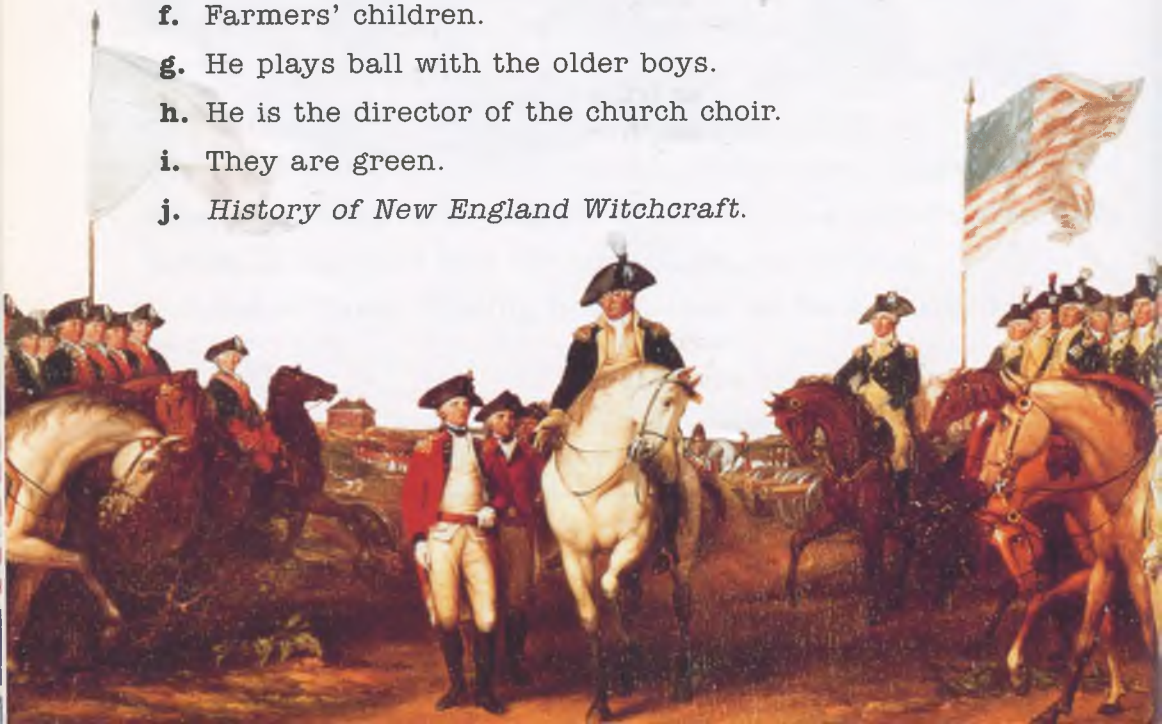 f. Farmers' children.
g. He plays ball with the older boys.
h. He is the director of the church choir.
i. They are green.
j. History of New England Witchcraft.